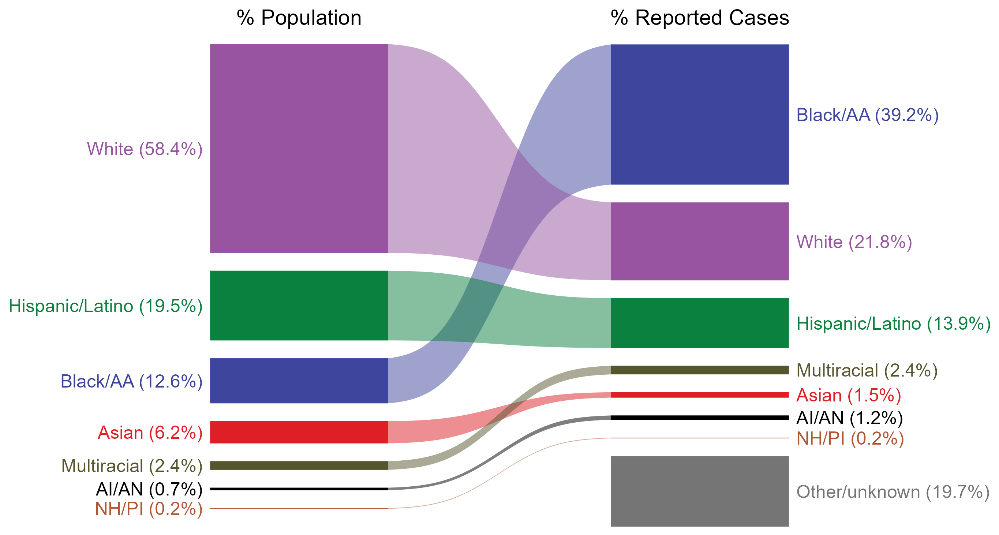 % Population
% Reported Cases
White (58.4%)
Hispanic/Latino (19.5%)
Black/AA (12.6%)
Asian (6.2%)
Multiracial (2.4%)
AI/AN (0.7%)
NH/PI (0.2%)
Black/AA (39.2%)
White (21.8%)
Hispanic/Latino (13.9%)
Multiracial (2.4%)
Asian (1.5%)
AI/AN (1.2%)
NH/PI (0.2%)
Other/unknown (19.7%)